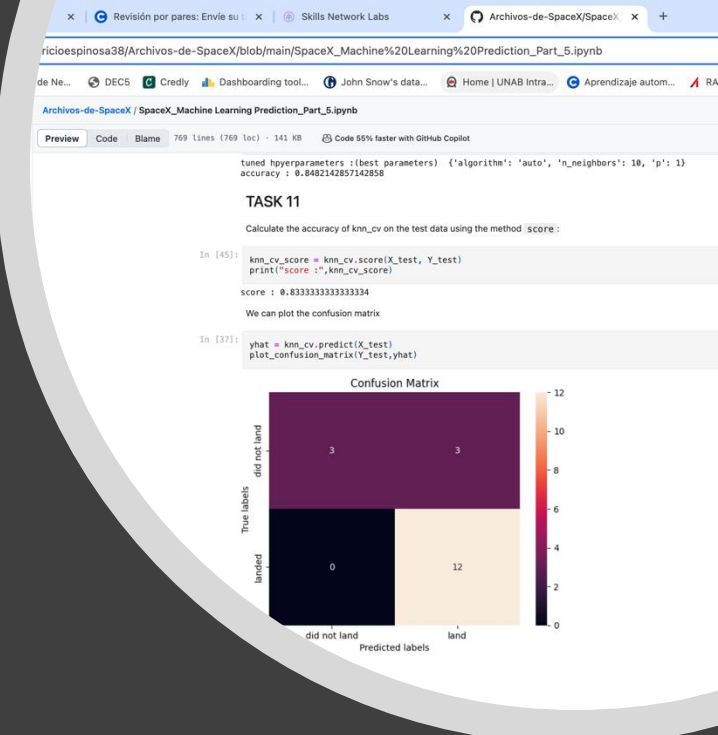 Revisión por pares: Envíe su t
Skills Network Labs
Archivos-de-SpaceX/SpaceX
ricioespinosa38/Archivos-de-SpaceX/blob/main/SpaceX_Machine%20Learning%20Prediction_Part_5.ipynb
de Ne... DEC5 Credly Dashboarding tool... John Snow's data... Home | UNAB Intra... Aprendizaje autom... RA
Archivos-de-SpaceX / SpaceX_Machine Learning Prediction_Part_5.ipynb
Preview Code Blame 769 lines (769 loc) · 141 KB Code 55% faster with GitHub Copilot
tuned hpyerparameters :(best parameters) {'algorithm': 'auto', 'n_neighbors': 10, 'p': 1}
accuracy : 0.8482142857142858
TASK 11
Calculate the accuracy of knn_cv on the test data using the method score :
In [45]:
knn_cv_score = knn_cv.score(X_test, Y_test)
print("score :",knn_cv_score)
score : 0.8333333333333334
We can plot the confusion matrix
In [37]:
yhat = knn_cv.predict(X_test)
plot_confusion_matrix(Y_test,yhat)
Confusion Matrix
True labels
did not land
landed
3 3
0 12
12
10
8
6
4
2
0
did not land land
Predicted labels